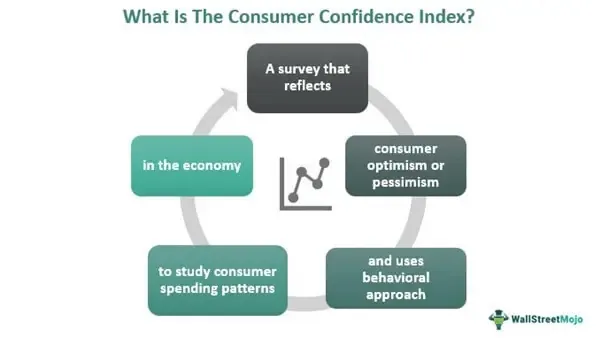 What Is The Consumer Confidence Index?
A survey that
reflects
consumer
optimism or
pessimism
and uses
behavioral
approach
to study consumer
spending patterns
in the economy
WallStreetMojo